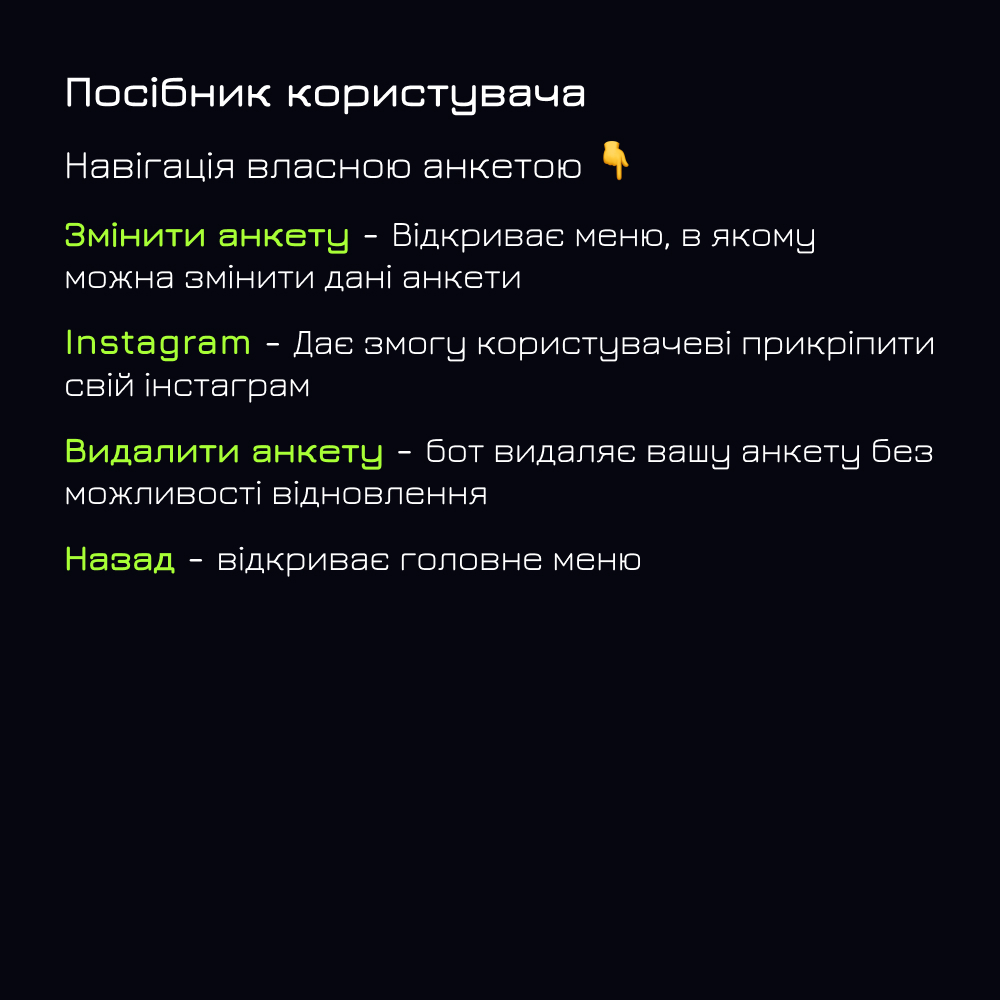 Посібник користувача
Навігація власною анкетою 👇
Змінити анкету - Відкриває меню, в якому
можна змінити дані анкети
Instagram - Дає змогу користувачеві прикріпити
свій інстаграм
Видалити анкету - бот видаляє вашу анкету без
можливості відновлення
Назад - відкриває головне меню